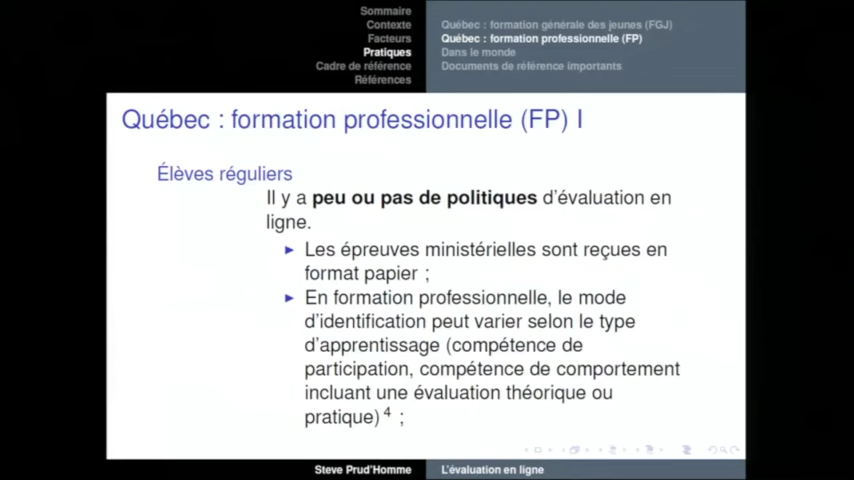 Sommaire
Contexte
Facteurs
Pratiques
Cadre de référence
Références
Québec : formation générale des jeunes (FGJ)
Québec : formation professionnelle (FP)
Dans le monde
Documents de référence importants
Québec : formation professionnelle (FP) I
Élèves réguliers
Il y a peu ou pas de politiques d'évaluation en
ligne.
► Les épreuves ministérielles sont reçues en
format papier ;
► En formation professionnelle, le mode
d'identification peut varier selon le type
d'apprentissage (compétence de
participation, compétence de comportement
incluant une évaluation théorique ou
pratique) 4 ;
Steve Prud'Homme L'évaluation en ligne